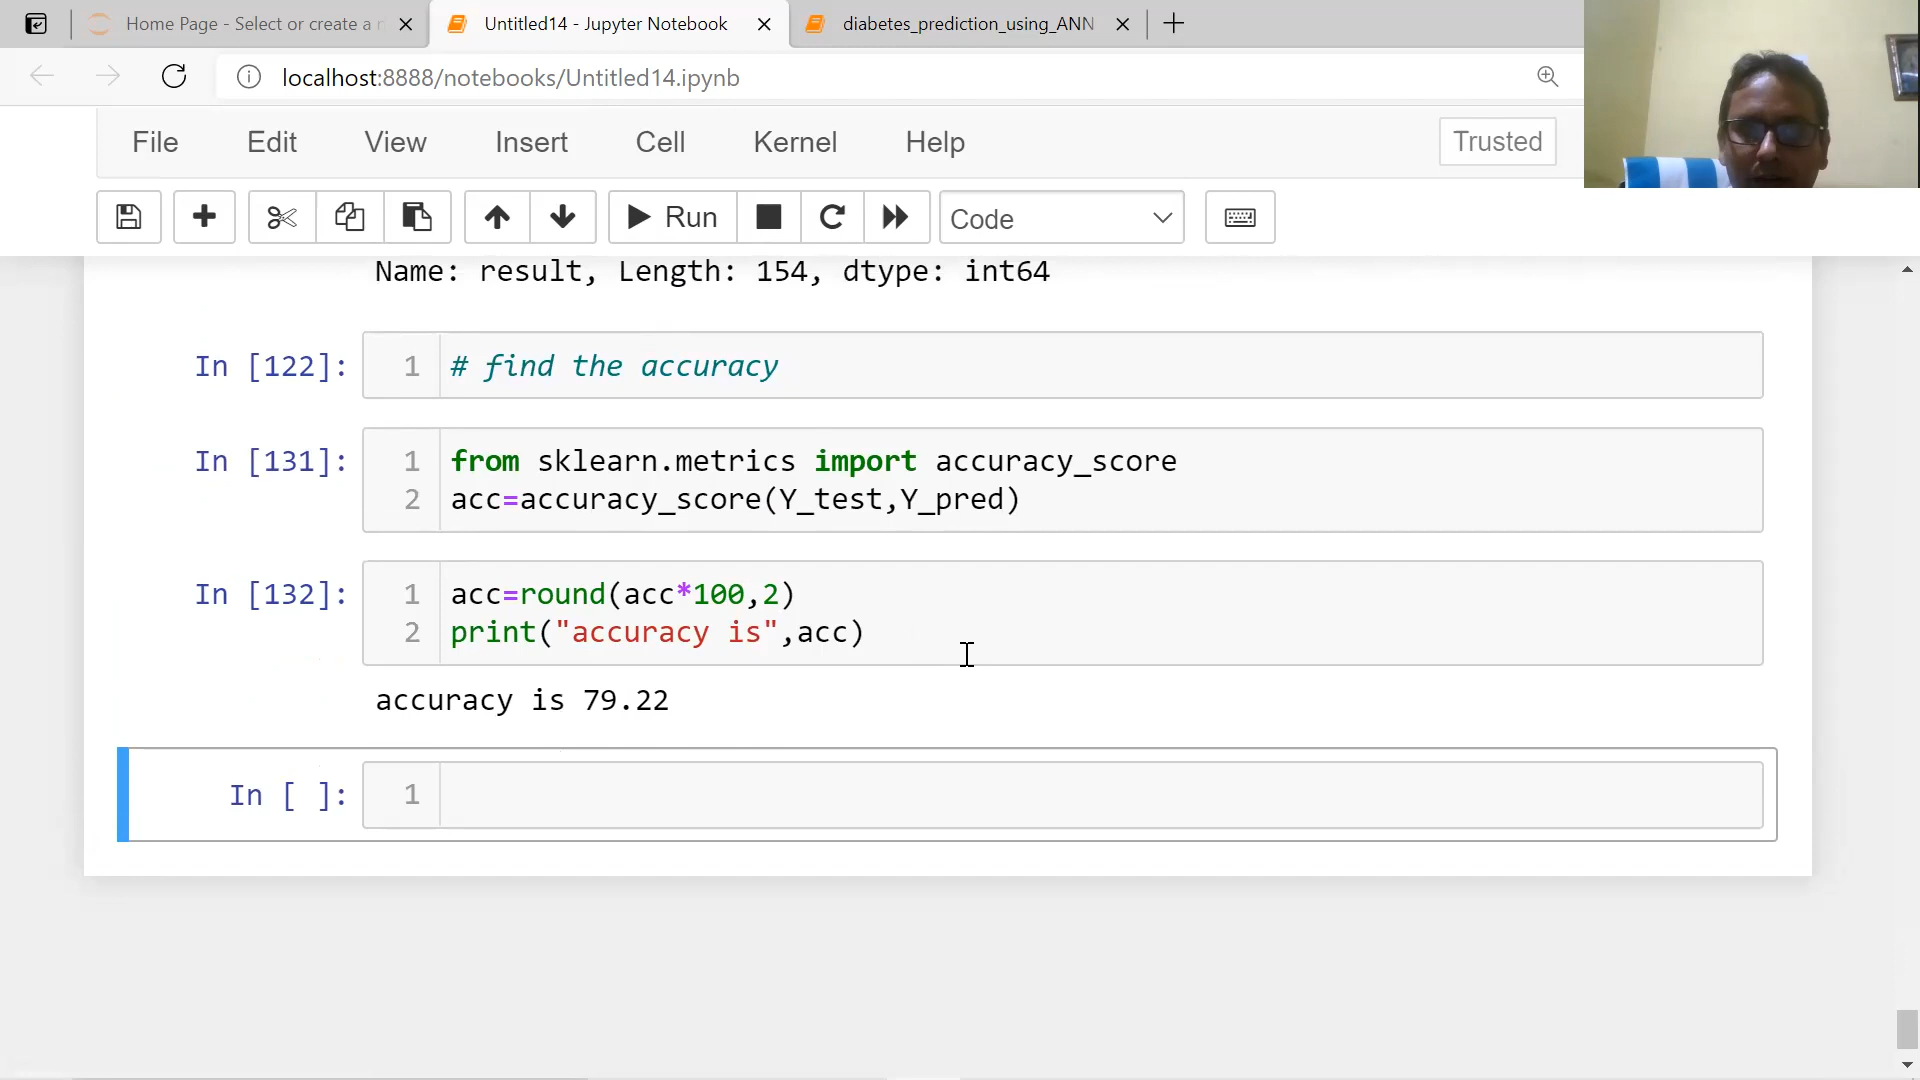 Home Page - Select or create a n
Untitled14 - Jupyter Notebook
diabetes_prediction_using_ANN
localhost:8888/notebooks/Untitled14.ipynb
File Edit View Insert Cell Kernel Help Trusted
Run Code
Name: result, Length: 154, dtype: int64
In [122]: 1 # find the accuracy
In [131]: 1 from sklearn.metrics import accuracy_score
2 acc=accuracy_score(Y_test,Y_pred)
In [132]: 1 acc=round(acc*100,2)
2 print("accuracy is",acc)
accuracy is 79.22
In [ ]: 1